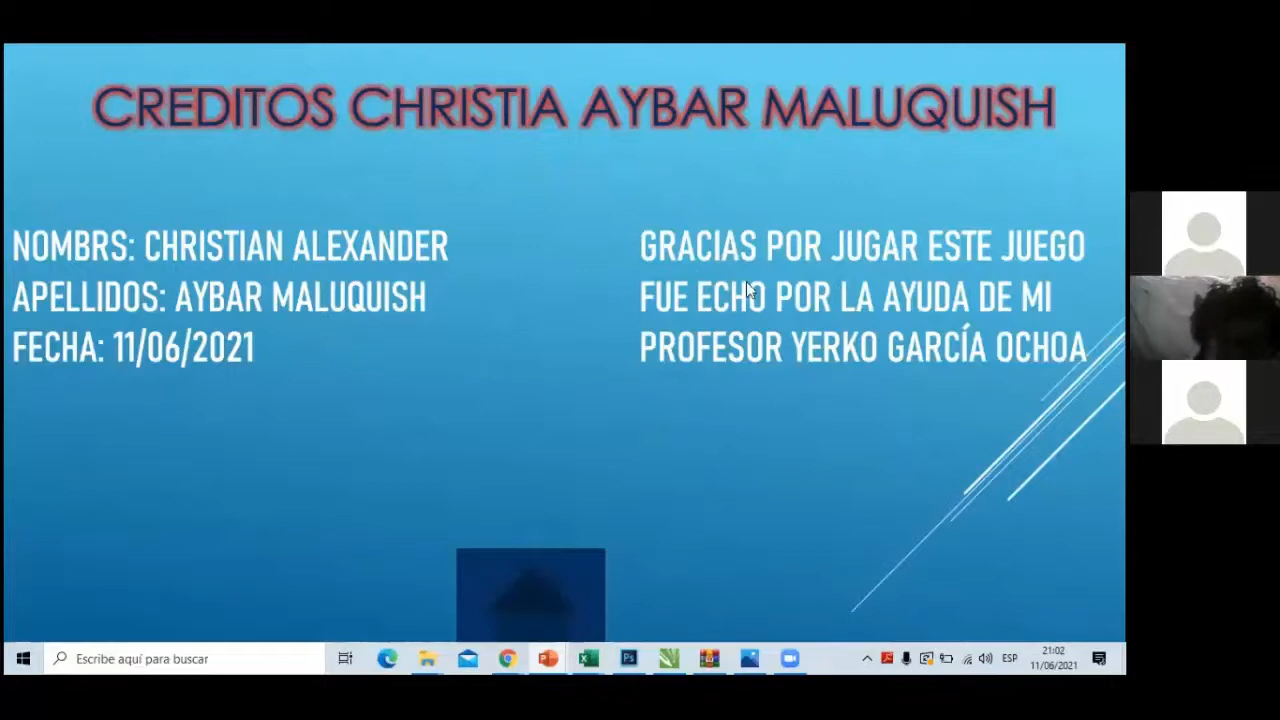 CREDITOS CHRISTIA AYBAR MALUQUISH
NOMBRS: CHRISTIAN ALEXANDER
APELLIDOS: AYBAR MALUQUISH
FECHA: 11/06/2021
GRACIAS POR JUGAR ESTE JUEGO
FUE ECHO POR LA AYUDA DE MI
PROFESOR YERKO GARCÍA OCHOA
Escribe aquí para buscar
ESP
21:02
11/06/2021